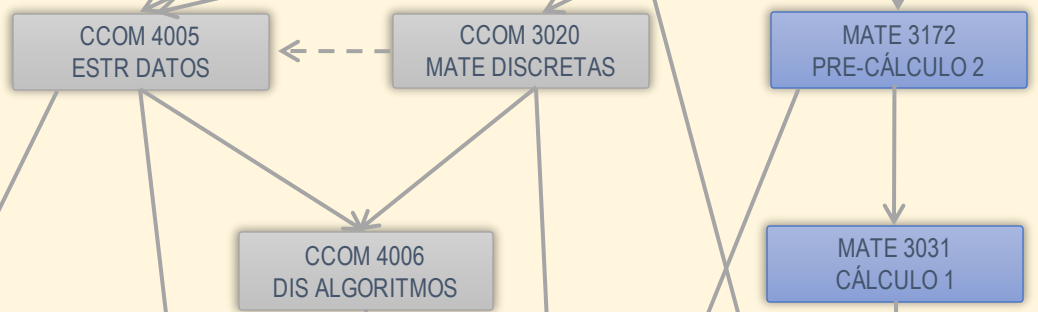 CCOM 4005
ESTR DATOS
CCOM 3020
MATE DISCRETAS
MATE 3172
PRE-CÁLCULO 2
CCOM 4006
DIS ALGORITMOS
MATE 3031
CÁLCULO 1